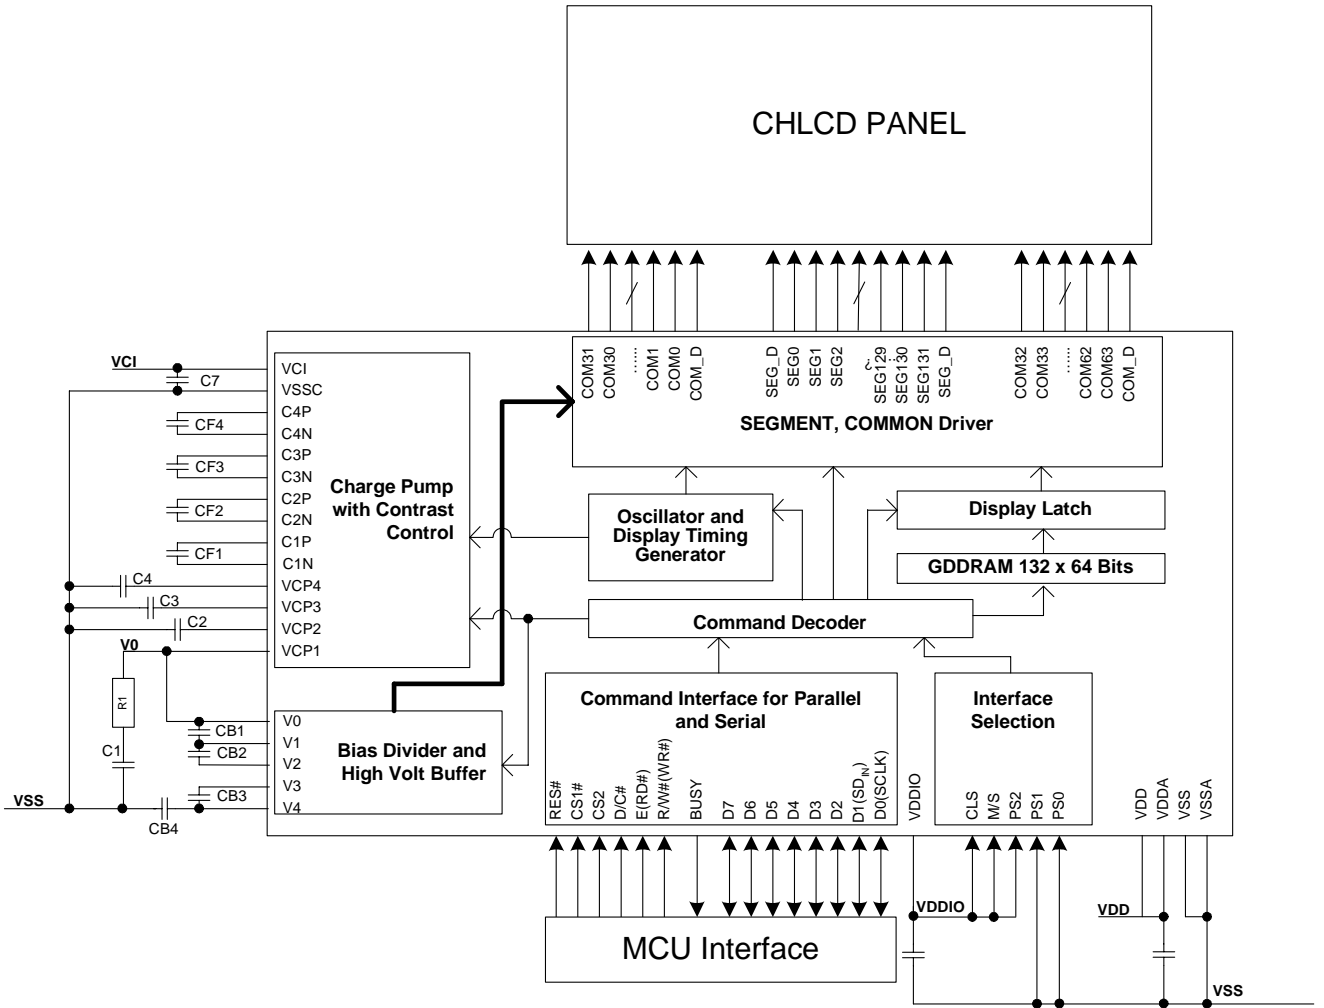 CHLCD PANEL
COM31
COM30
......
COM1
COM0
COM_D
SEG_D
SEG0
SEG1
SEG2
SEG129
SEG130
SEG131
SEG_D
COM32
COM33
......
COM62
COM63
COM_D
SEGMENT, COMMON Driver
VCI
C7
VCI
VSSC
C4P
CF4
C4N
C3P
CF3
C3N
C2P
CF2
C2N
C1P
CF1
C1N
C4
VCP4
C3
VCP3
C2
VCP2
V0
VCP1
Charge Pump
with Contrast
Control
Oscillator and
Display Timing
Generator
Display Latch
GDDRAM 132 x 64 Bits
Command Decoder
R1
C1
V0
CB1
V1
CB2
V2
V3
CB3
V4
VSS
CB4
Bias Divider and
High Volt Buffer
Command Interface for Parallel
and Serial
RES#
CS1#
CS2
D/C#
E(RD#)
R/W#(WR#)
BUSY
D7
D6
D5
D4
D3
D2
D1(SDIN)
D0(SCLK)
VDDIO
Interface
Selection
CLS
M/S
PS2
PS1
PS0
VDD
VDDA
VSS
VSSA
VDDIO
VDD
MCU Interface
VSS